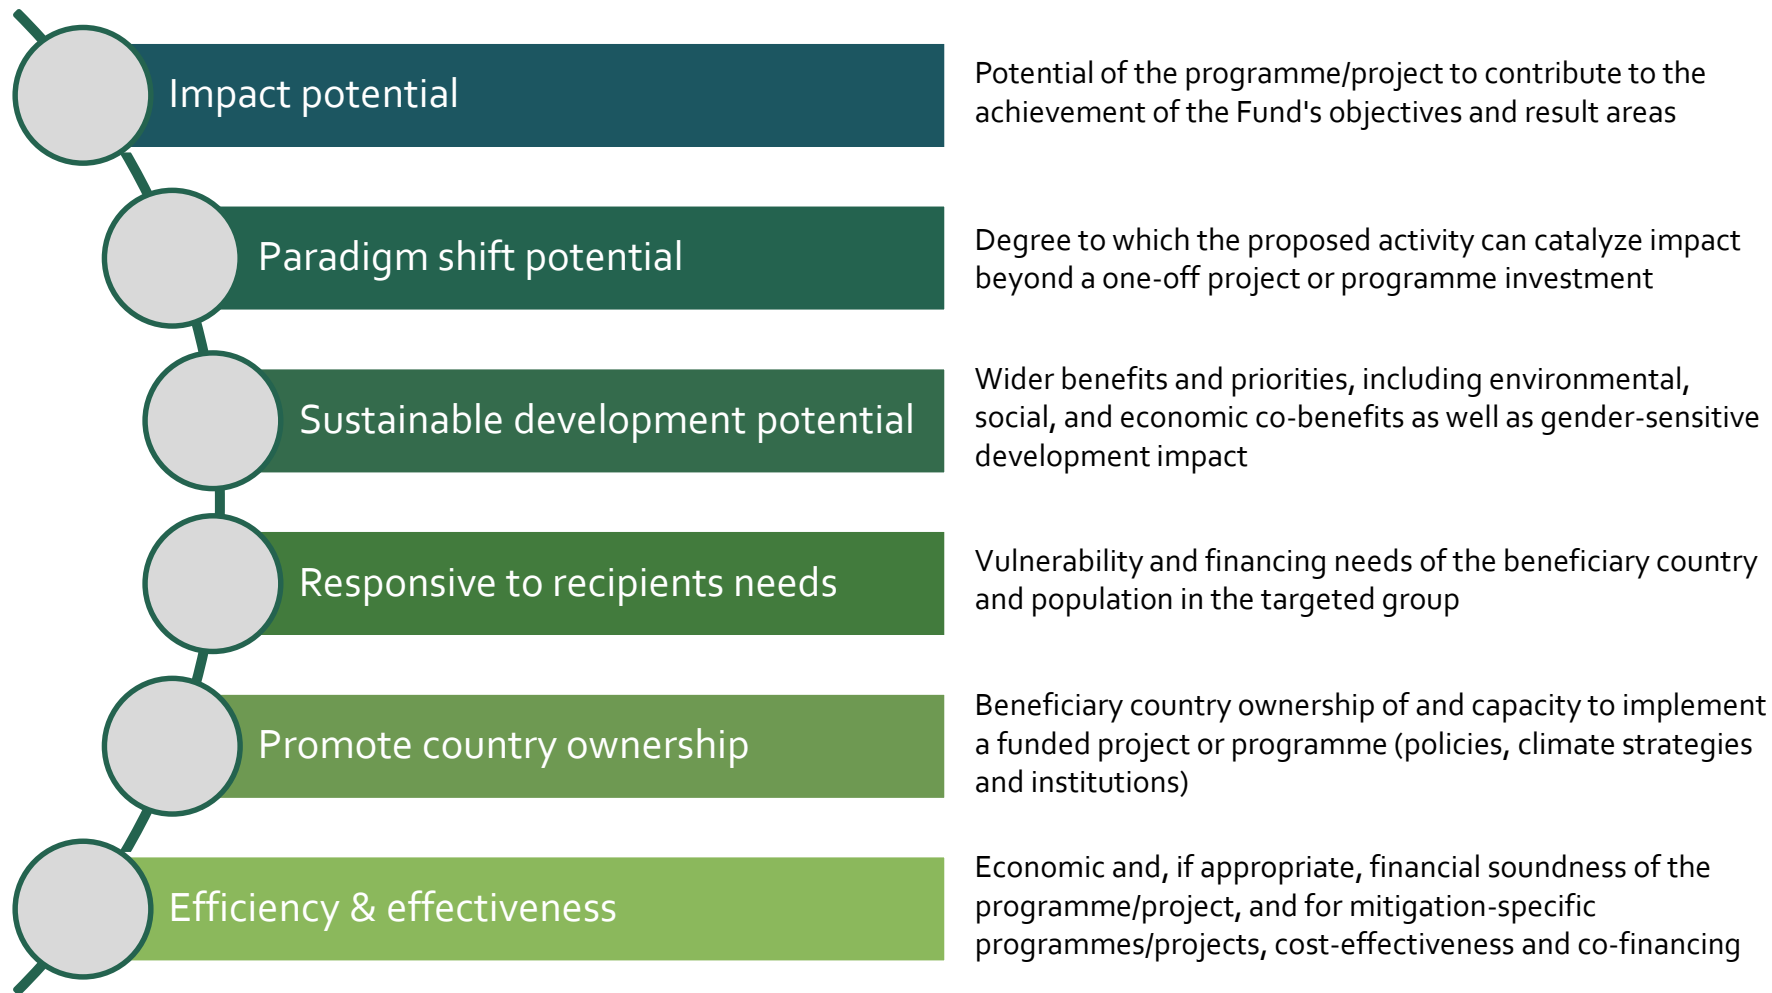 Impact potential
Potential of the programme/project to contribute to the
achievement of the Fund's objectives and result areas
Paradigm shift potential
Degree to which the proposed activity can catalyze impact
beyond a one-off project or programme investment
Sustainable development potential
Wider benefits and priorities, including environmental,
social, and economic co-benefits as well as gender-sensitive
development impact
Responsive to recipients needs
Vulnerability and financing needs of the beneficiary country
and population in the targeted group
Promote country ownership
Beneficiary country ownership of and capacity to implement
a funded project or programme (policies, climate strategies
and institutions)
Efficiency & effectiveness
Economic and, if appropriate, financial soundness of the
programme/project, and for mitigation-specific
programmes/projects, cost-effectiveness and co-financing